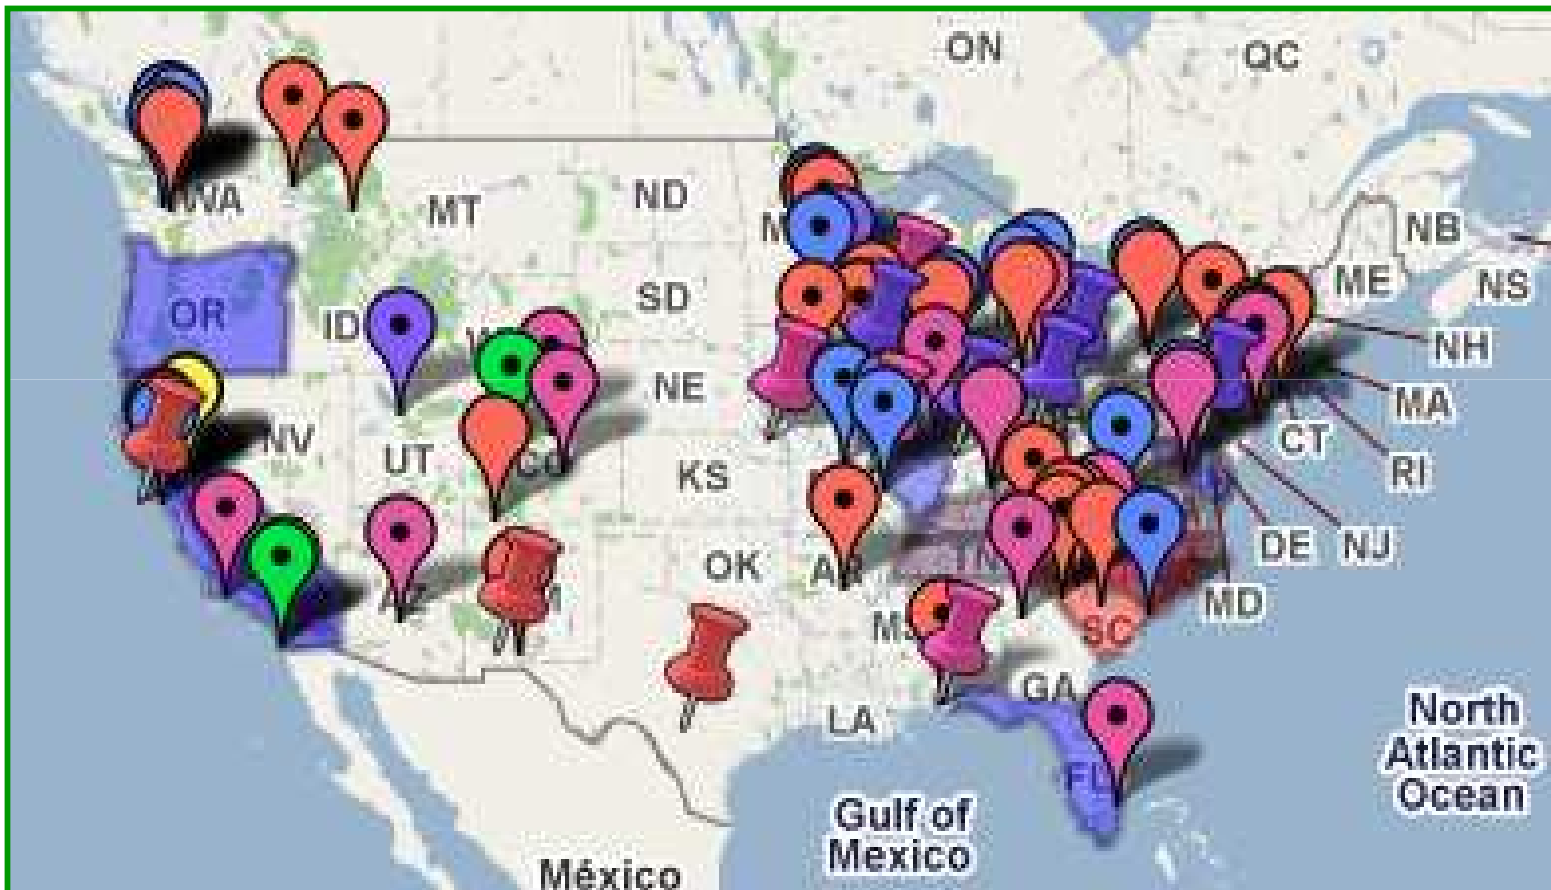 ON
QC
WA
MT
ND
NB
ME
NS
OR
ID
SD
NH
NE
MA
NV
UT
CT
KS
RI
OK
DE
NJ
MD
SC
GA
LA
FL
North
Atlantic
Ocean
Gulf of
Mexico
México